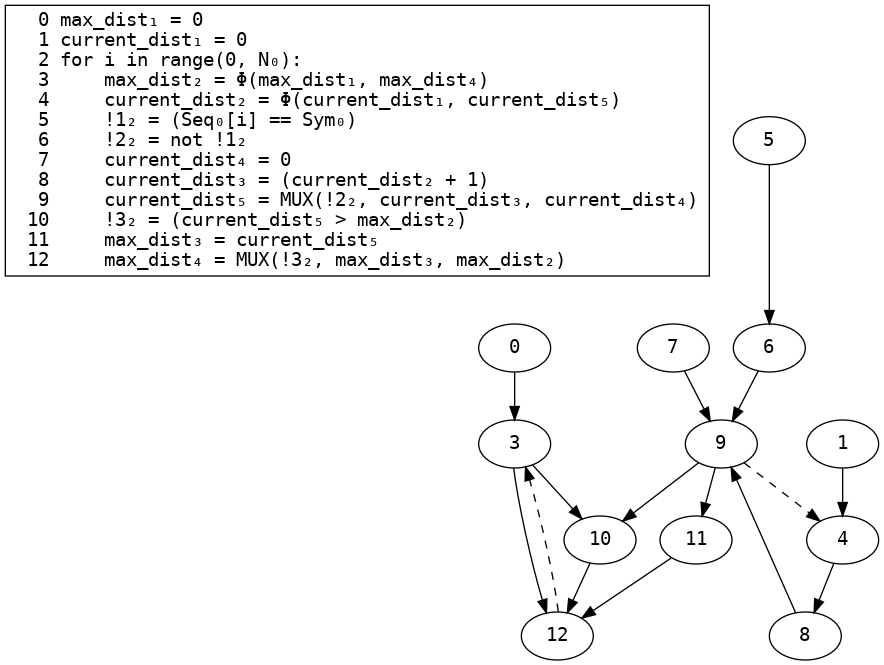 0 max_dist₁ = 0
1 current_dist₁ = 0
2 for i in range(0, N₀):
3     max_dist₂ = Φ(max_dist₁, max_dist₄)
4     current_dist₂ = Φ(current_dist₁, current_dist₅)
5     !1₂ = (Seq₀[i] == Sym₀)
6     !2₂ = not !1₂
7     current_dist₄ = 0
8     current_dist₃ = (current_dist₂ + 1)
9     current_dist₅ = MUX(!2₂, current_dist₃, current_dist₄)
10     !3₂ = (current_dist₅ > max_dist₂)
11     max_dist₃ = current_dist₅
12     max_dist₄ = MUX(!3₂, max_dist₃, max_dist₂)
5
0 7 6
3 9 1
10 11 4
12 8